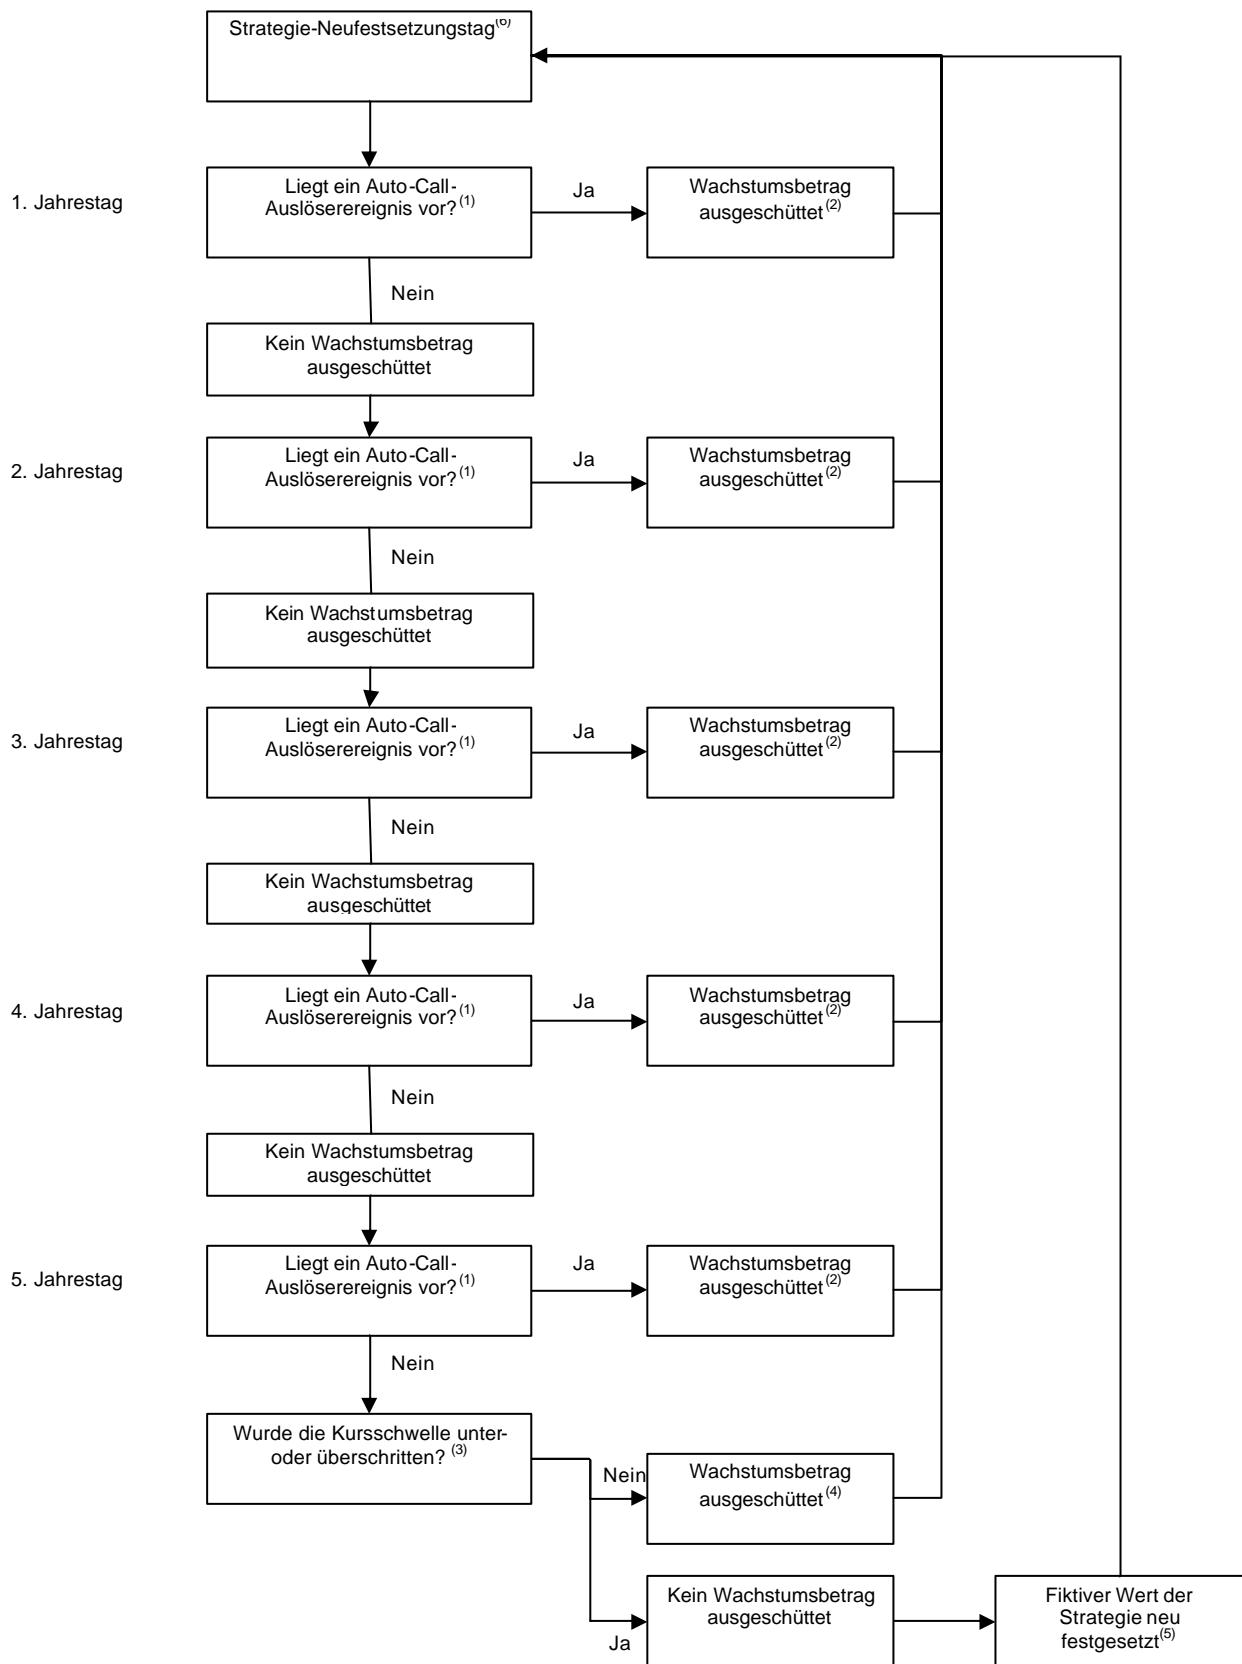 Strategie-Neufestsetzungstag(6)
1. Jahrestag
Liegt ein Auto-Call-
Auslöserereignis vor?(1)
Ja
Wachstumsbetrag
ausgeschüttet(2)
Nein
Kein Wachstumsbetrag
ausgeschüttet
2. Jahrestag
Liegt ein Auto-Call-
Auslöserereignis vor?(1)
Ja
Wachstumsbetrag
ausgeschüttet(2)
Nein
Kein Wachstumsbetrag
ausgeschüttet
3. Jahrestag
Liegt ein Auto-Call-
Auslöserereignis vor?(1)
Ja
Wachstumsbetrag
ausgeschüttet(2)
Nein
Kein Wachstumsbetrag
ausgeschüttet
4. Jahrestag
Liegt ein Auto-Call-
Auslöserereignis vor?(1)
Ja
Wachstumsbetrag
ausgeschüttet(2)
Nein
Kein Wachstumsbetrag
ausgeschüttet
5. Jahrestag
Liegt ein Auto-Call-
Auslöserereignis vor?(1)
Ja
Wachstumsbetrag
ausgeschüttet(2)
Nein
Wurde die Kursschwelle unter-
oder überschritten? (3)
Nein
Wachstumsbetrag
ausgeschüttet(4)
Ja
Kein Wachstumsbetrag
ausgeschüttet
Fiktiver Wert der
Strategie neu
festgesetzt(5)